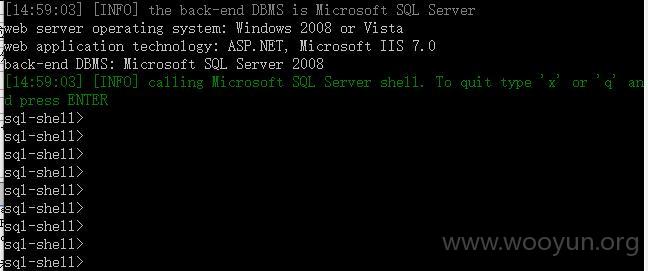 [14:59:03] [INFO] the back-end DBMS is Microsoft SQL Server
web server operating system: Windows 2008 or Vista
web application technology: ASP.NET, Microsoft IIS 7.0
back-end DBMS: Microsoft SQL Server 2008
[14:59:03] [INFO] calling Microsoft SQL Server shell. To quit type 'x' or 'q' an
d press ENTER
sql-shell>
sql-shell>
sql-shell>
sql-shell>
sql-shell>
sql-shell>
sql-shell>
sql-shell>
sql-shell>
www.wooyun.org